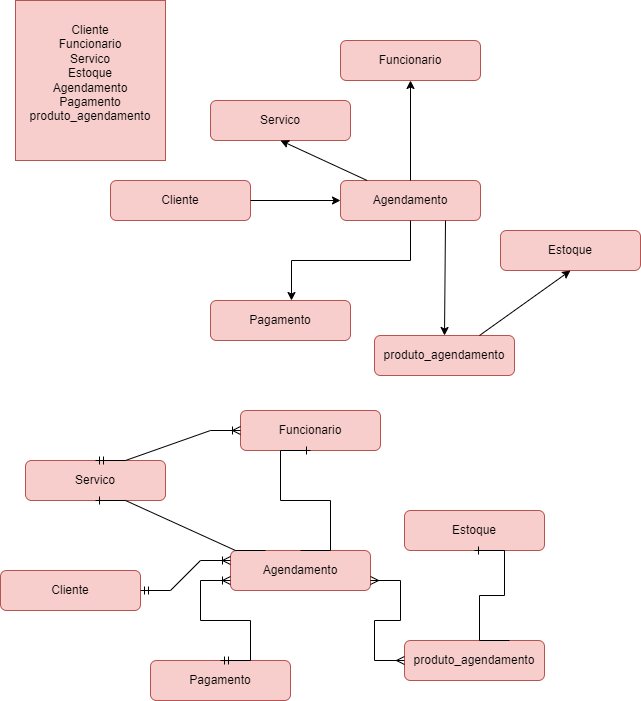 Cliente
Funcionario
Servico
Estoque
Agendamento
Pagamento
produto_agendamento
Funcionario
Servico
Cliente
Agendamento
Estoque
Pagamento
produto_agendamento
Funcionario
Servico
Estoque
Agendamento
Cliente
produto_agendamento
Pagamento